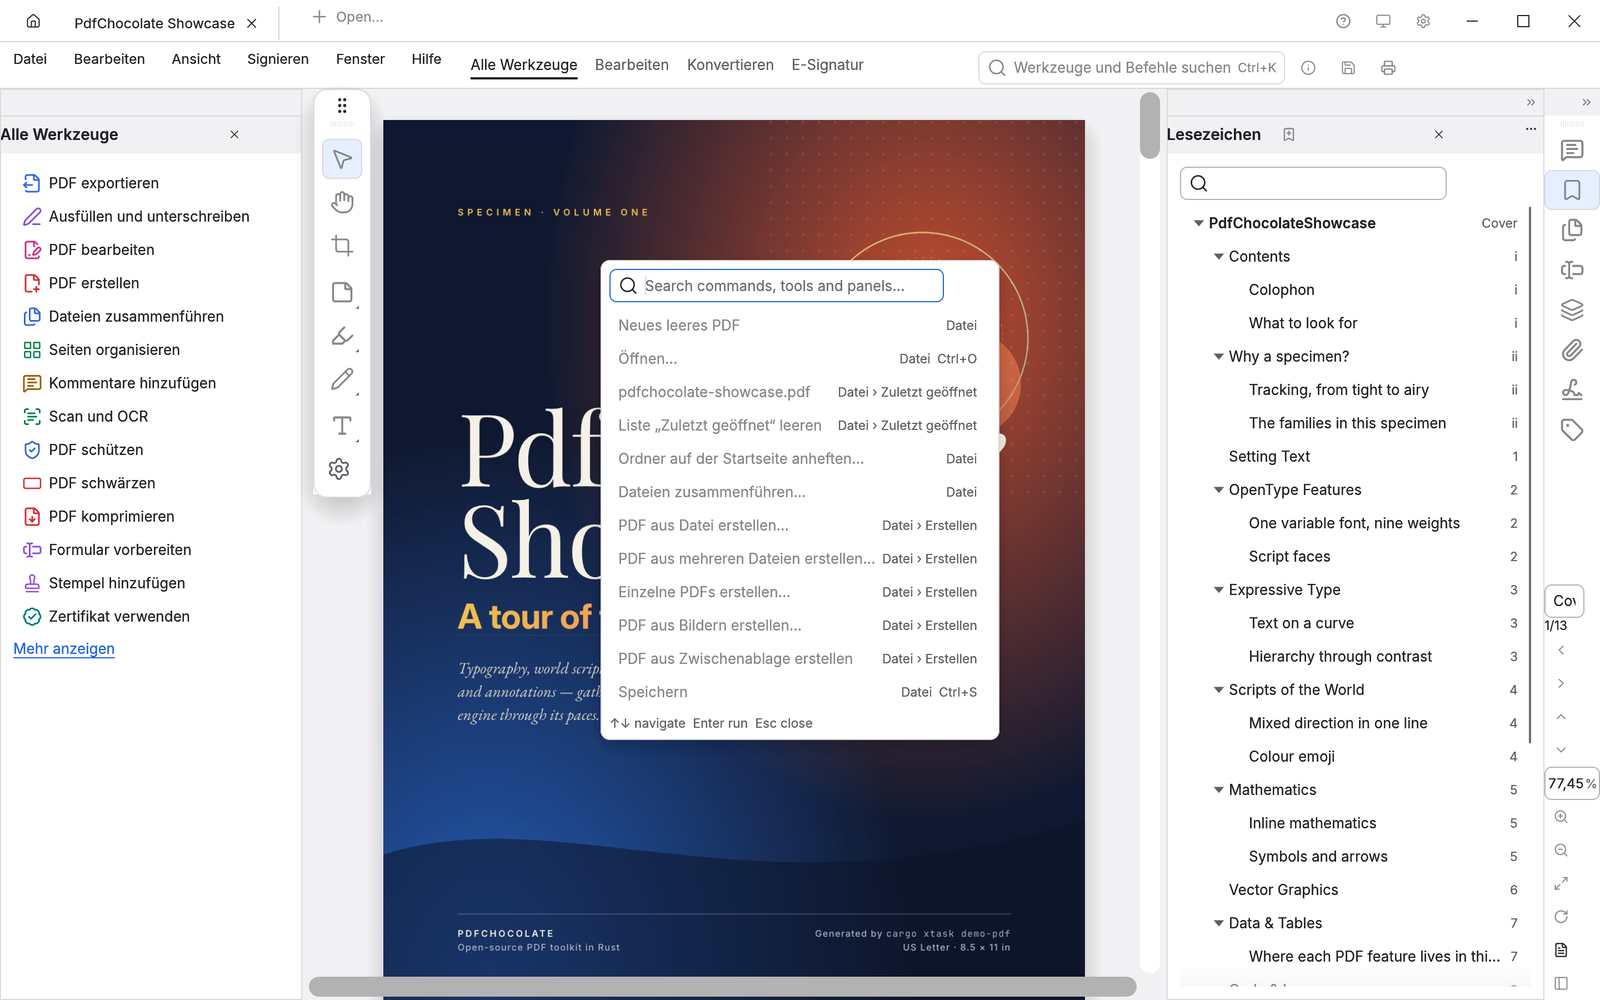 PdfChocolate Showcase
Open...
Datei Bearbeiten Ansicht Signieren Fenster Hilfe
Alle Werkzeuge Bearbeiten Konvertieren E-Signatur
Werkzeuge und Befehle suchen Ctrl+K
Alle Werkzeuge
PDF exportieren
Ausfüllen und unterschreiben
PDF bearbeiten
PDF erstellen
Dateien zusammenführen
Seiten organisieren
Kommentare hinzufügen
Scan und OCR
PDF schützen
PDF schwärzen
PDF komprimieren
Formular vorbereiten
Stempel hinzufügen
Zertifikat verwenden
Mehr anzeigen
SPECIMEN · VOLUME ONE
Pdf
Sho
A tour of
Typography, world scrip
and annotations — gath
engine through its paces.
PDFCHOCOLATE
Open-source PDF toolkit in Rust
Generated by cargo xtask demo-pdf
US Letter · 8.5 × 11 in
Search commands, tools and panels...
Neues leeres PDF Datei
Öffnen... Datei Ctrl+O
pdfchocolate-showcase.pdf Datei › Zuletzt geöffnet
Liste „Zuletzt geöffnet“ leeren Datei › Zuletzt geöffnet
Ordner auf der Startseite anheften... Datei
Dateien zusammenführen... Datei
PDF aus Datei erstellen... Datei › Erstellen
PDF aus mehreren Dateien erstellen... Datei › Erstellen
Einzelne PDFs erstellen... Datei › Erstellen
PDF aus Bildern erstellen... Datei › Erstellen
PDF aus Zwischenablage erstellen Datei › Erstellen
Speichern Datei Ctrl+S
↑↓ navigate Enter run Esc close
Lesezeichen
PdfChocolateShowcase Cover
Contents i
Colophon i
What to look for i
Why a specimen? ii
Tracking, from tight to airy ii
The families in this specimen ii
Setting Text 1
OpenType Features 2
One variable font, nine weights 2
Script faces 2
Expressive Type 3
Text on a curve 3
Hierarchy through contrast 3
Scripts of the World 4
Mixed direction in one line 4
Colour emoji 4
Mathematics 5
Inline mathematics 5
Symbols and arrows 5
Vector Graphics 6
Data & Tables 7
Where each PDF feature lives in thi... 7
Cov
1/13
77,45 %